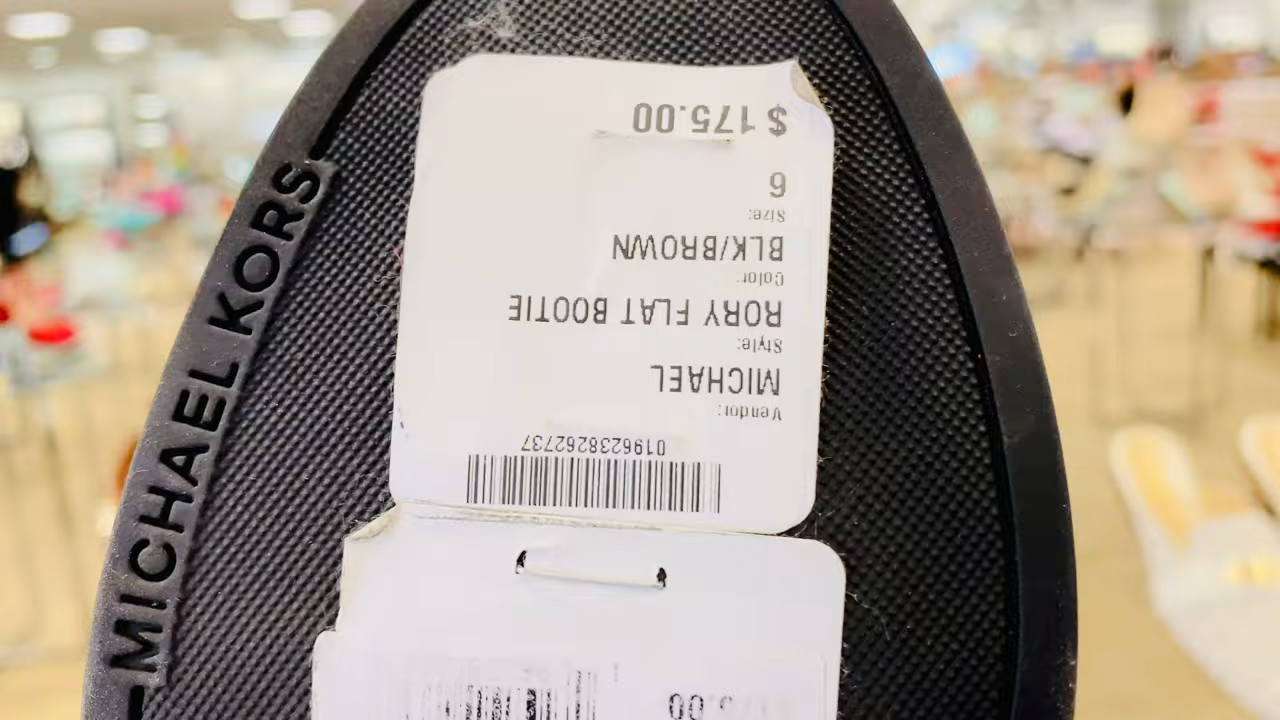 MICHAEL KORS
0196238262737
Vendor:
MICHAEL
Style:
RORY FLAT BOOTIE
Color:
BLK/BROWN
Size:
6
$ 175.00